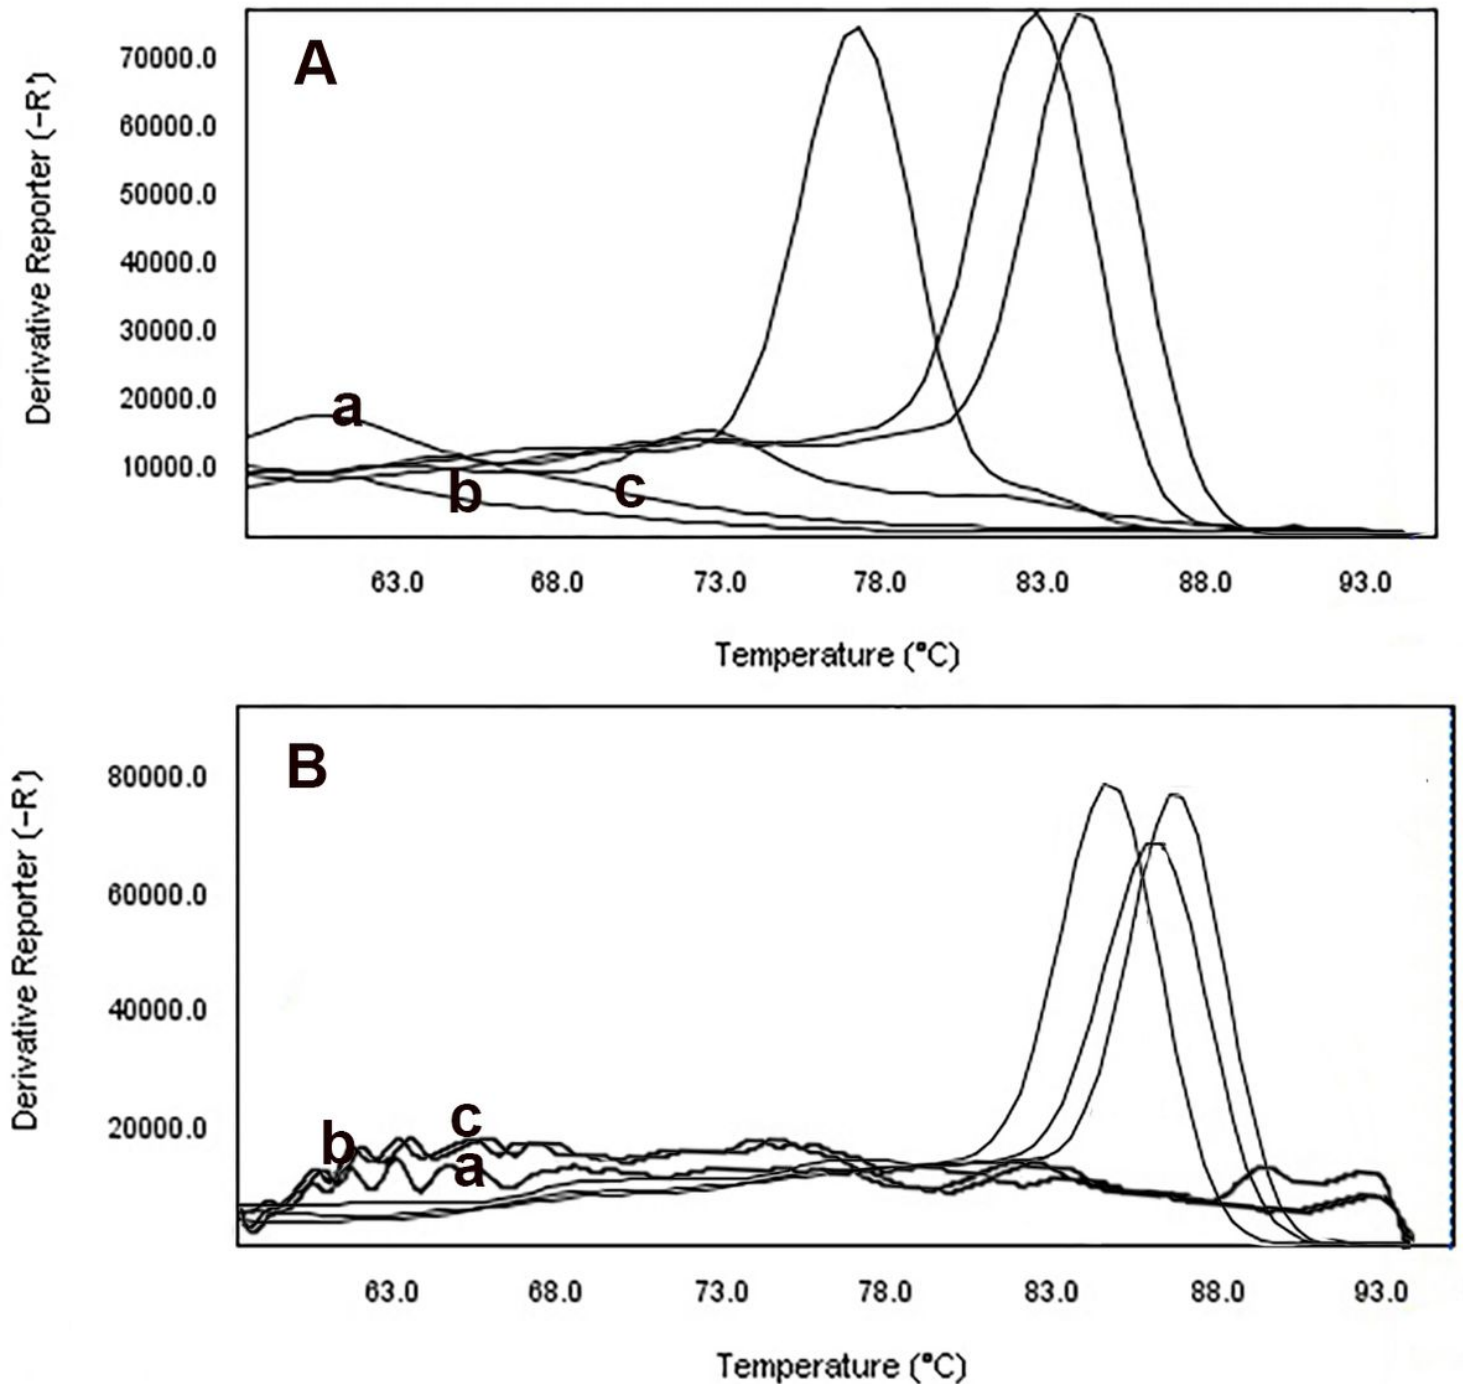 A
Derivative Reporter (-R')
70000.0
60000.0
50000.0
40000.0
30000.0
20000.0
10000.0
a
b
c
63.0 68.0 73.0 78.0 83.0 88.0 93.0
Temperature (°C)
B
Derivative Reporter (-R')
80000.0
60000.0
40000.0
20000.0
b
c
a
63.0 68.0 73.0 78.0 83.0 88.0 93.0
Temperature (°C)